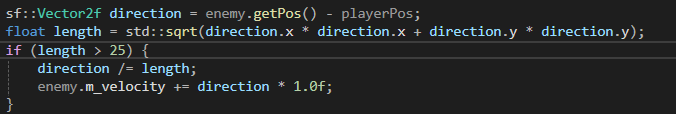 sf::Vector2f direction = enemy.getPos() - playerPos;
float length = std::sqrt(direction.x * direction.x + direction.y * direction.y);
if (length > 25) {
    direction /= length;
    enemy.m_velocity += direction * 1.0f;
}